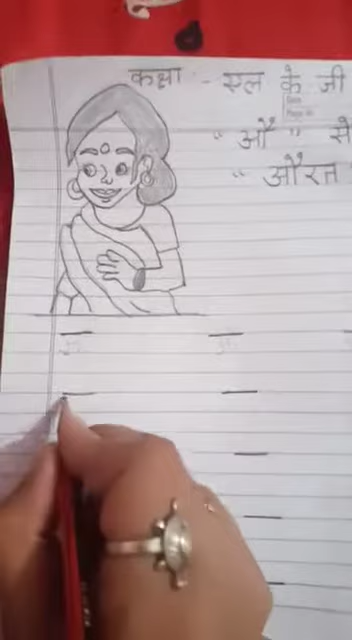 कक्षा :- एल के जी
" औ " से
" औरत